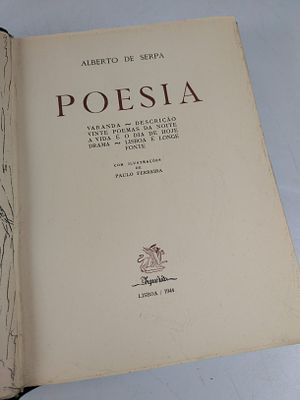 ALBERTO DE SERPA
POESIA
VARANDA ~ DESCRIÇÃO
VINTE POEMAS DA NOITE
A VIDA É O DIA DE HOJE
DRAMA ~ LISBOA É LONGE
FONTE
COM ILUSTRAÇÕES
DE
PAULO FERREIRA
LISBOA / 1944